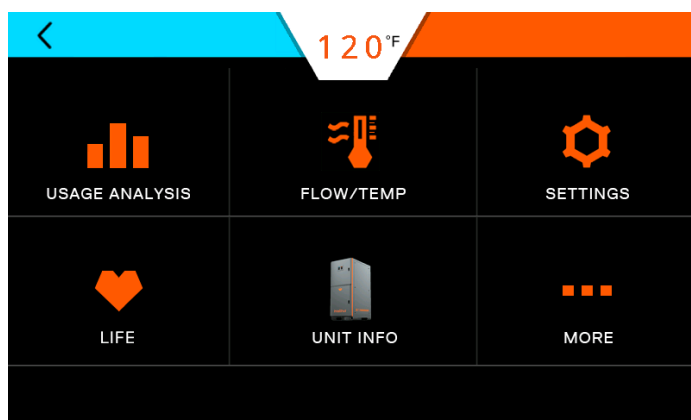 120°F
USAGE ANALYSIS
FLOW/TEMP
SETTINGS
LIFE
UNIT INFO
MORE